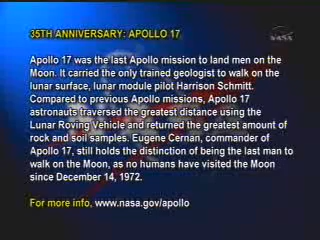 35TH ANNIVERSARY: APOLLO 17
NASA
Apollo 17 was the last Apollo mission to land men on the
Moon. It carried the only trained geologist to walk on the
lunar surface, lunar module pilot Harrison Schmitt.
Compared to previous Apollo missions, Apollo 17
astronauts traversed the greatest distance using the
Lunar Roving Vehicle and returned the greatest amount of
rock and soil samples. Eugene Cernan, commander of
Apollo 17, still holds the distinction of being the last man to
walk on the Moon, as no humans have visited the Moon
since December 14, 1972.
For more info, www.nasa.gov/apollo